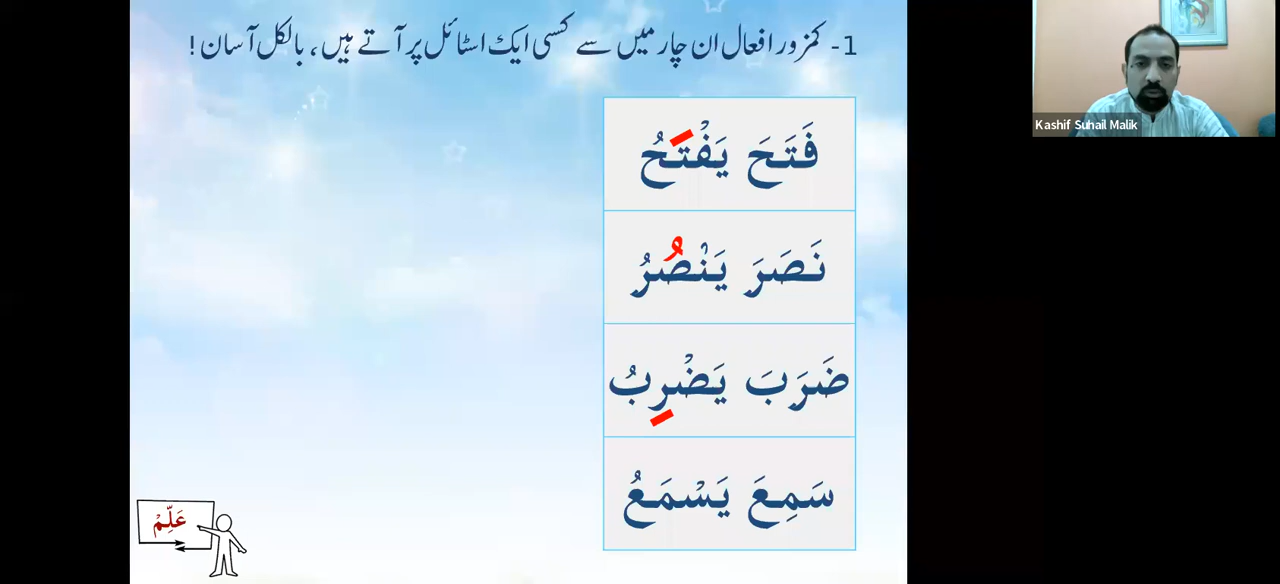 1- کمزور افعال ان چار میں سے کسی ایک اسٹائل پر آتے ہیں، بالکل آسان!
فَتَحَ يَفْتَحُ
نَصَرَ يَنْصُرُ
ضَرَبَ يَضْرِبُ
سَمِعَ يَسْمَعُ
عَلِّمْ
Kashif Suhail Malik